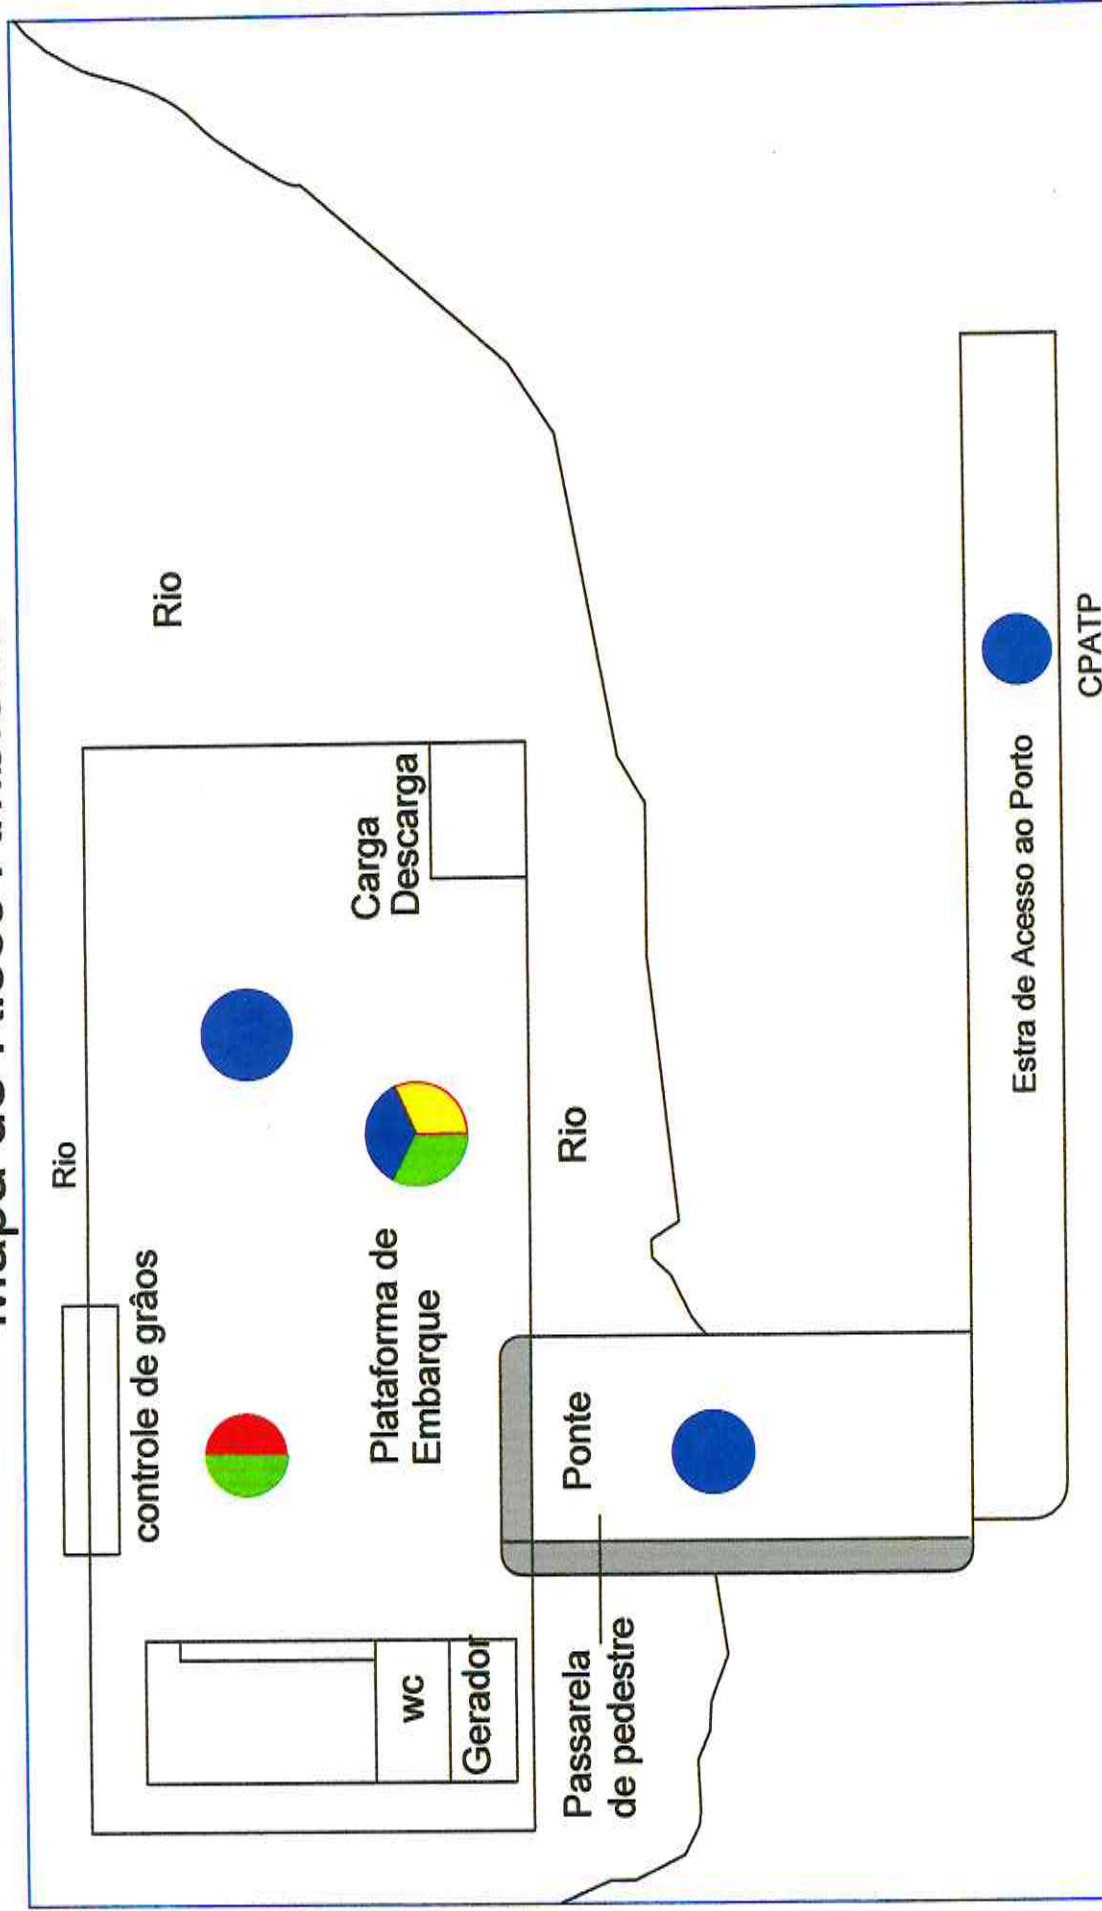 Rio
controle de grâos
Rio
Carga
Descarga
Plataforma de
Embarque
wc
Gerador
Rio
Ponte
Passarela
de pedestre
Estra de Acesso ao Porto
CPATP